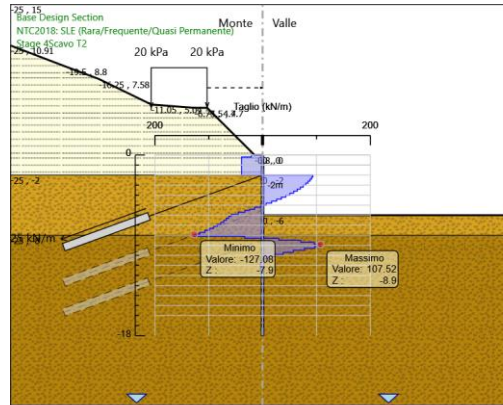 -25, 15
Base Design Section
NTC2018: SLE (Rara/Frequente/Quasi Permanente)
Stage 4Scavo T2
-25, 10.91
Monte
Valle
20 kPa
20 kPa
-19.5, 8.8
-16.25, 7.58
-11.05, 5.0
Taglio (kN/m)
200
200
0
-25, -2
-2m
, -6
25 kN/m
Minimo
Valore: -127.08
Z : -7.9
Massimo
Valore: 107.52
Z : -8.9
-18